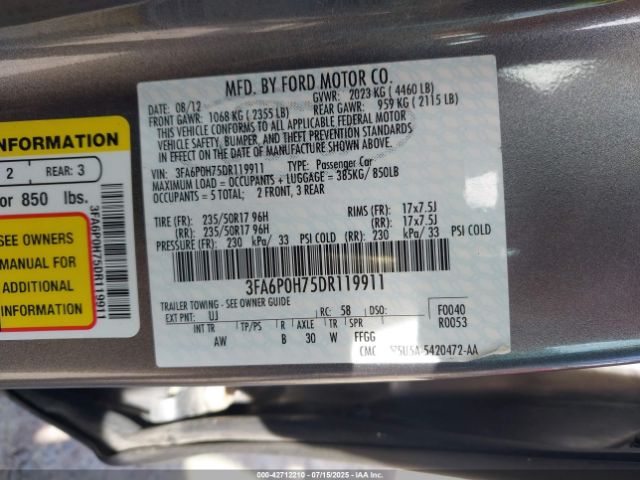 INFORMATION
2 REAR: 3
or 850 lbs.
SEE OWNERS
MANUAL FOR
ADDITIONAL
INFORMATION
3FA6P0H75DR119911
MFD. BY FORD MOTOR CO.
DATE: 08/12 GVWR: 2023 KG ( 4460 LB)
FRONT GAWR: 1068 KG ( 2355 LB) REAR GAWR: 959 KG ( 2115 LB)
THIS VEHICLE CONFORMS TO ALL APPLICABLE FEDERAL MOTOR
VEHICLE SAFETY, BUMPER, AND THEFT PREVENTION STANDARDS
IN EFFECT ON THE DATE OF MANUFACTURE SHOWN ABOVE.
VIN: 3FA6P0H75DR119911 TYPE: Passenger Car
MAXIMUM LOAD = OCCUPANTS + LUGGAGE = 385KG/ 850LB
OCCUPANTS = 5 TOTAL; 2 FRONT, 3 REAR
TIRE (FR): 235/50R17 96H RIMS (FR): 17x7.5J
(RR): 235/50R17 96H (RR): 17x7.5J
PRESSURE (FR): 230 kPa/ 33 PSI COLD (RR): 230 kPa/ 33 PSI COLD
3FA6P0H75DR119911
TRAILER TOWING - SEE OWNER GUIDE
EXT PNT: UJ RC: 58 DSO: F0040
R0053
INT TR TP/PS R AXLE TR SPR
AW B 30 W FFGG
5U5A-5420472-AA
000-42712210 - 07/15/2025 - IAAI.COM